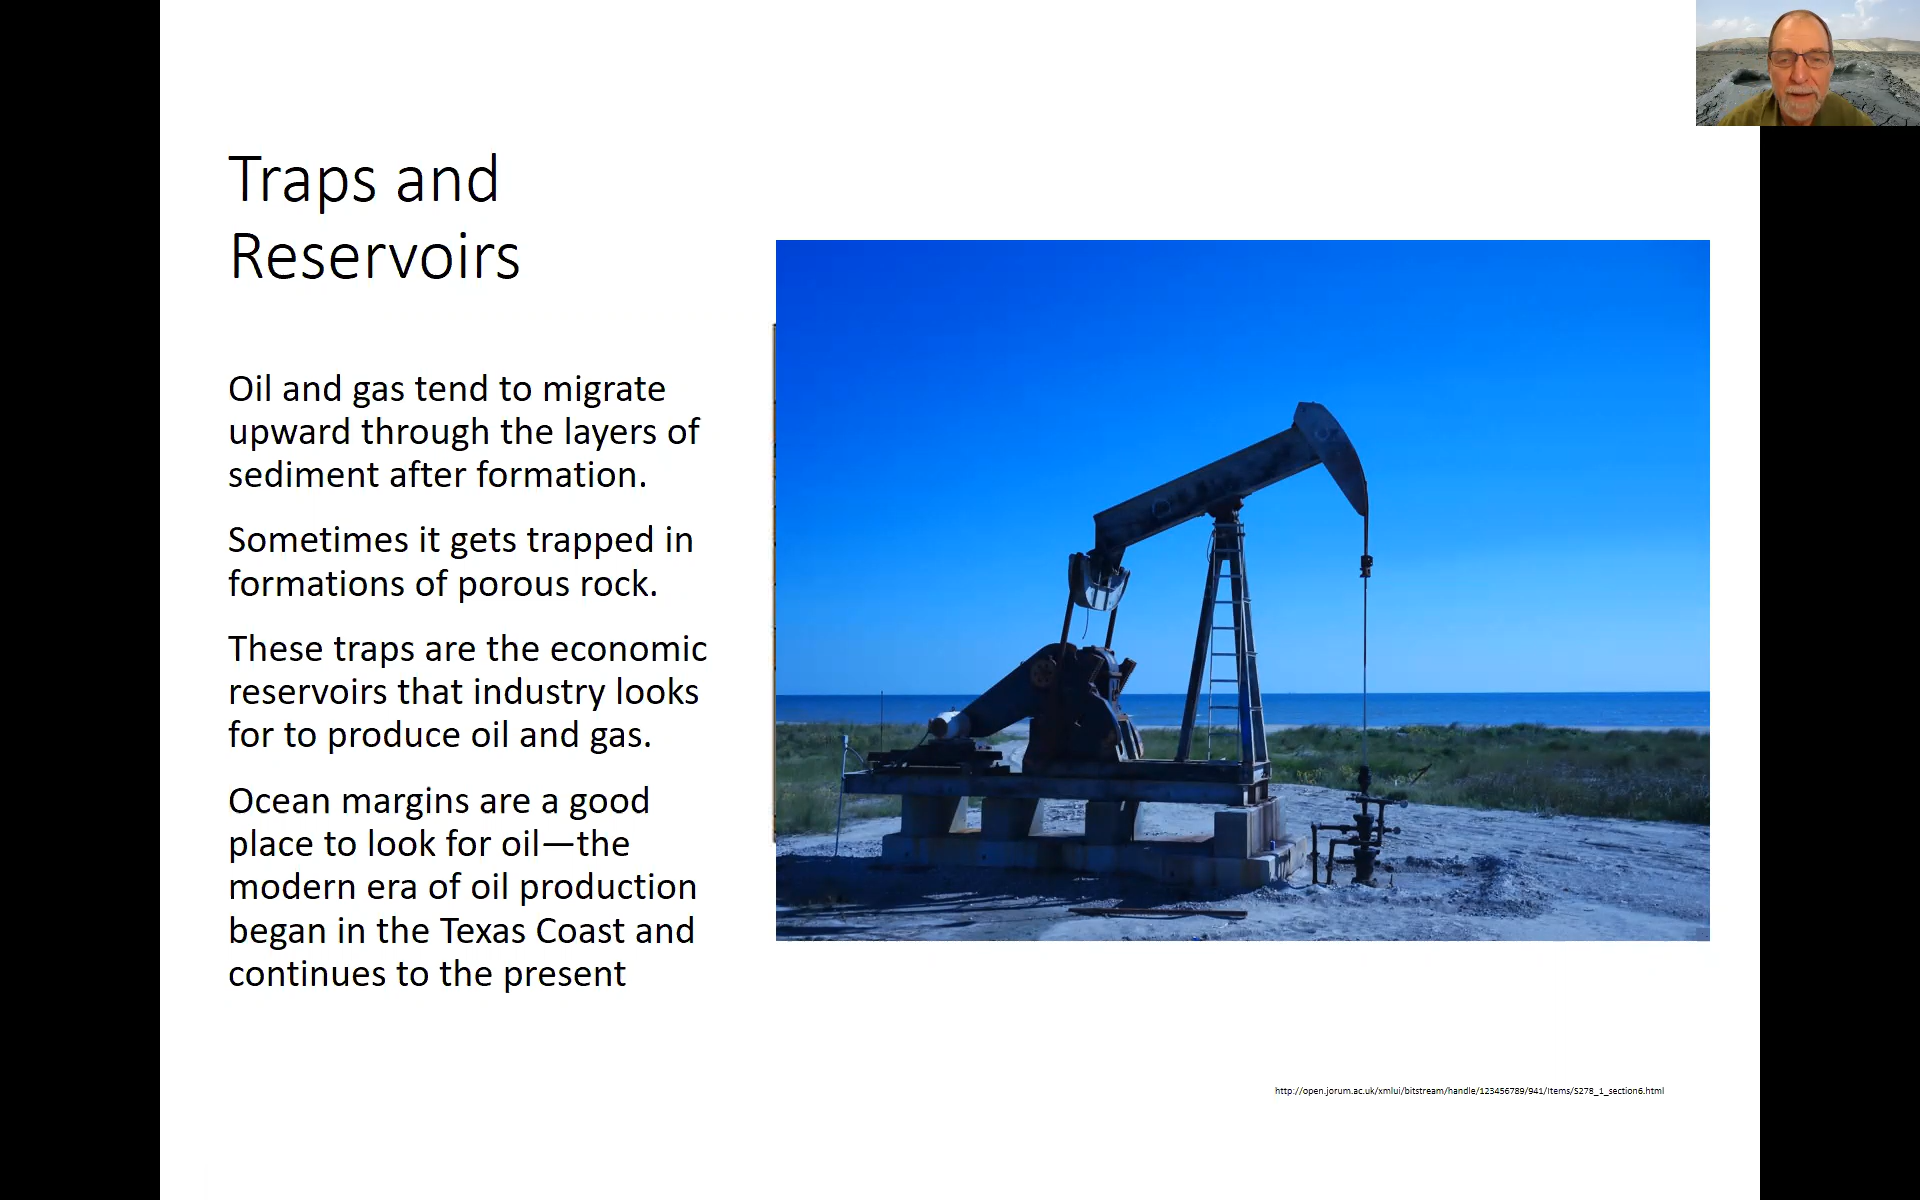 Traps and
Reservoirs
Oil and gas tend to migrate
upward through the layers of
sediment after formation.
Sometimes it gets trapped in
formations of porous rock.
These traps are the economic
reservoirs that industry looks
for to produce oil and gas.
Ocean margins are a good
place to look for oil—the
modern era of oil production
began in the Texas Coast and
continues to the present
http://open.jorum.ac.uk/xmlui/bitstream/handle/123456789/941/Items/S278_1_section6.html